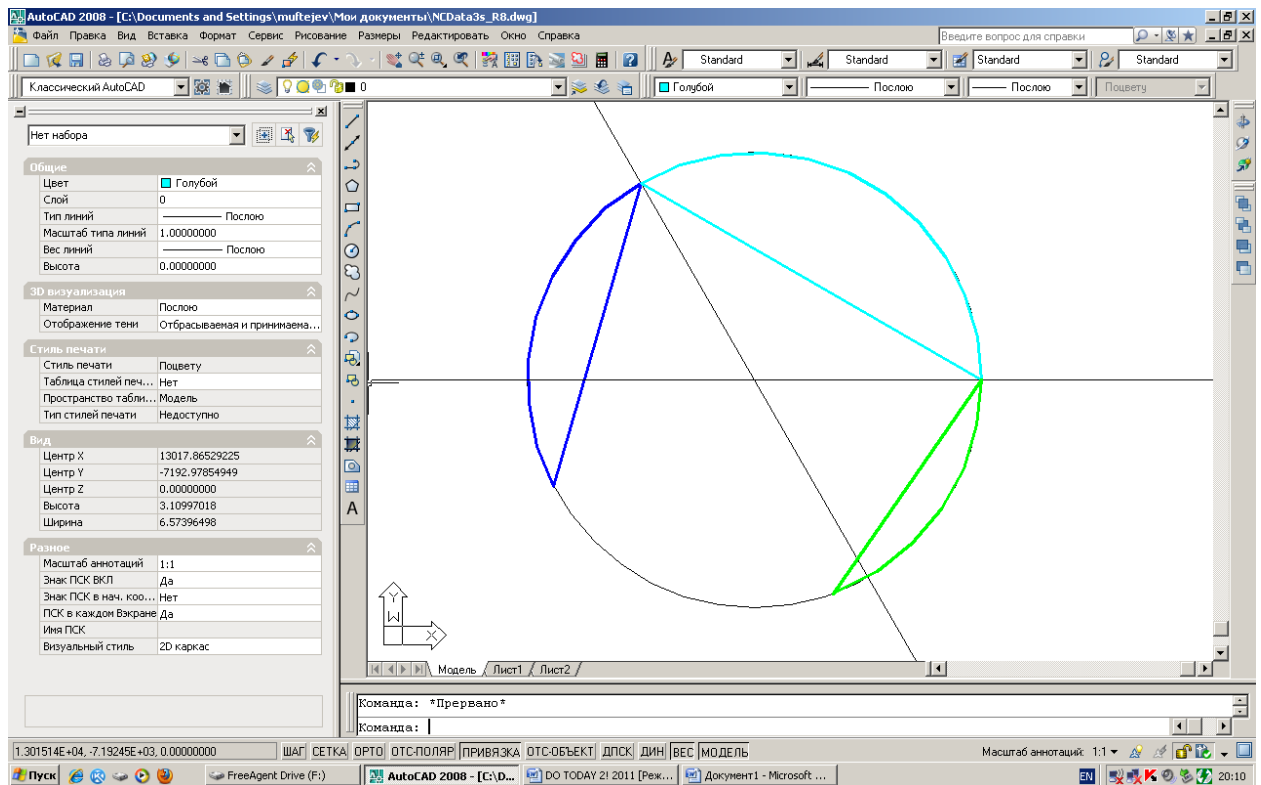 AutoCAD 2008 - [C:\Documents and Settings\muftejev\Мои документы\NCData3s_R8.dwg]
Файл Правка Вид Вставка Формат Сервис Рисование Размеры Редактировать Окно Справка
Введите вопрос для справки
Standard Standard Standard Standard
Классический AutoCAD 0 Голубой Послою Послою Поцвету
Нет набора
Общие
Цвет Голубой
Слой 0
Тип линий Послою
Масштаб типа линий 1.00000000
Вес линий Послою
Высота 0.00000000
3D визуализация
Материал Послою
Отображение тени Отбрасываемая и принимаема...
Стиль печати
Стиль печати Поцвету
Таблица стилей печ... Нет
Пространство табли... Модель
Тип стилей печати Недоступно
Вид
Центр X 13017.86529225
Центр Y -7192.97854949
Центр Z 0.00000000
Высота 3.10997018
Ширина 6.57396498
Разное
Масштаб аннотаций 1:1
Знак ПСК ВКЛ Да
Знак ПСК в нач. коо... Нет
ПСК в каждом Вэкране Да
Имя ПСК
Визуальный стиль 2D каркас
A
Y
W
X
Модель Лист1 Лист2
Команда: *Прервано*
Команда:
1.301514E+04, -7.19245E+03, 0.00000000 ШАГ СЕТКА ОРТО ОТС-ПОЛЯР ПРИВЯЗКА ОТС-ОБЪЕКТ ДПСК ДИН ВЕС МОДЕЛЬ Масштаб аннотаций: 1:1
Пуск FreeAgent Drive (F:) AutoCAD 2008 - [C:\D... DO TODAY 2! 2011 [Реж... Документ1 - Microsoft ... EN 20:10